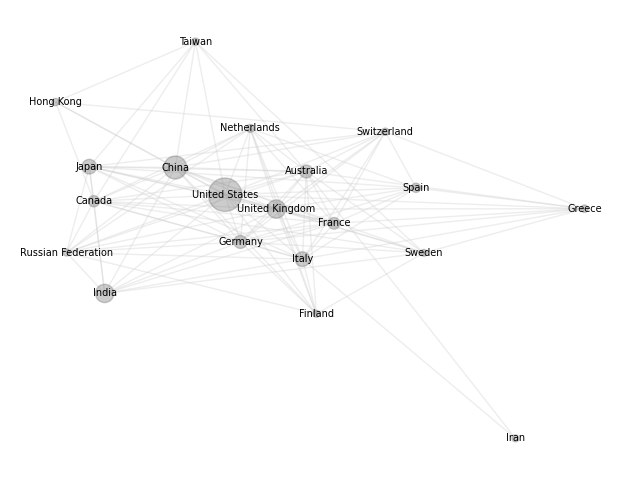 Taiwan
Hong Kong
Netherlands
Switzerland
Japan
China
Australia
Spain
United States
Canada
United Kingdom
Greece
France
Germany
Russian Federation
Italy
Sweden
India
Finland
Iran